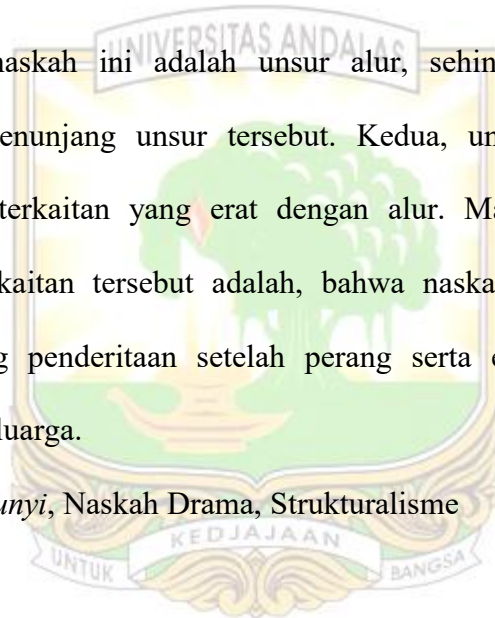 UNIVERSITAS ANDALAS
naskah ini adalah unsur alur, sehin
enunjang unsur tersebut. Kedua, un
terkaitan yang erat dengan alur. Ma
kaitan tersebut adalah, bahwa naska
g penderitaan setelah perang serta e
luarga.
unyi, Naskah Drama, Strukturalisme
KEDJAJAAN
UNTUK BANGSA